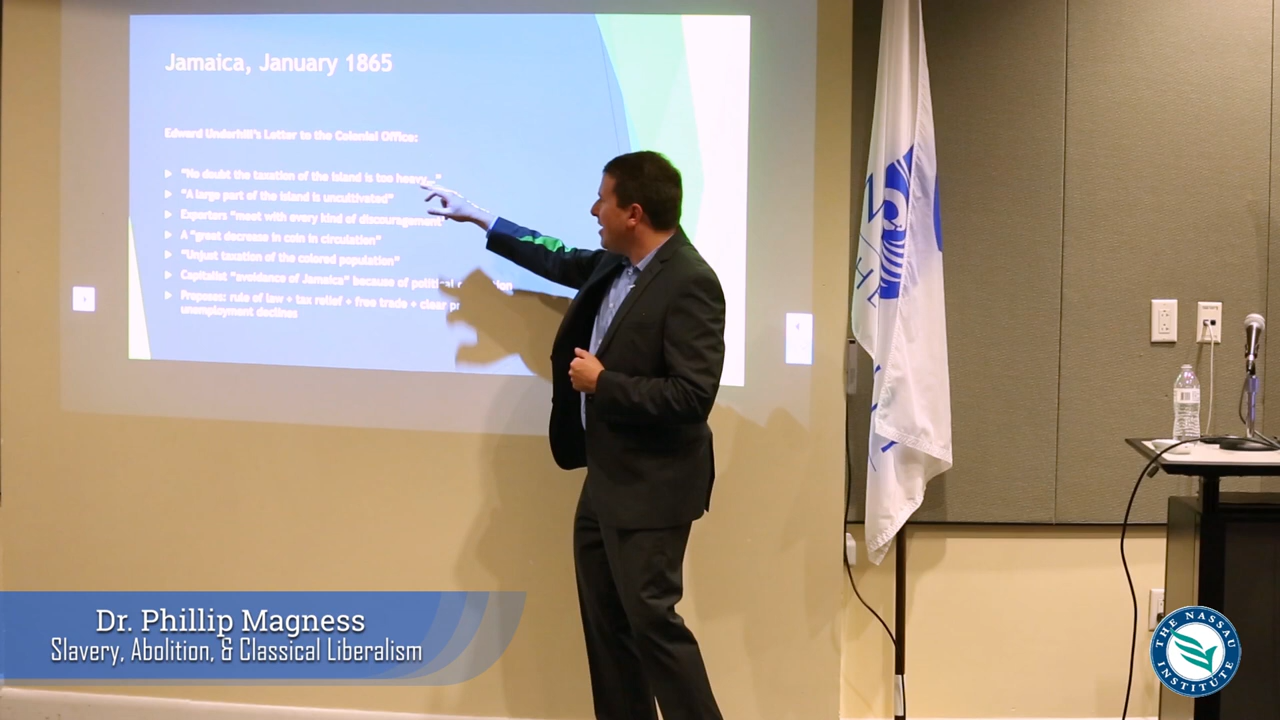 Jamaica, January 1865
Edward Underhill's Letter to the Colonial Office:
"No doubt the taxation of the island is too heavy..."
"A large part of the island is uncultivated"
Exporters "meet with every kind of discouragement"
A "great decrease in coin in circulation"
"Unjust taxation of the colored population"
Capitalist "avoidance of Jamaica" because of political
Proposes: rule of law + tax relief + free trade + clear
unemployment declines
Dr. Phillip Magness
Slavery, Abolition, & Classical Liberalism
THE NASSAU
INSTITUTE